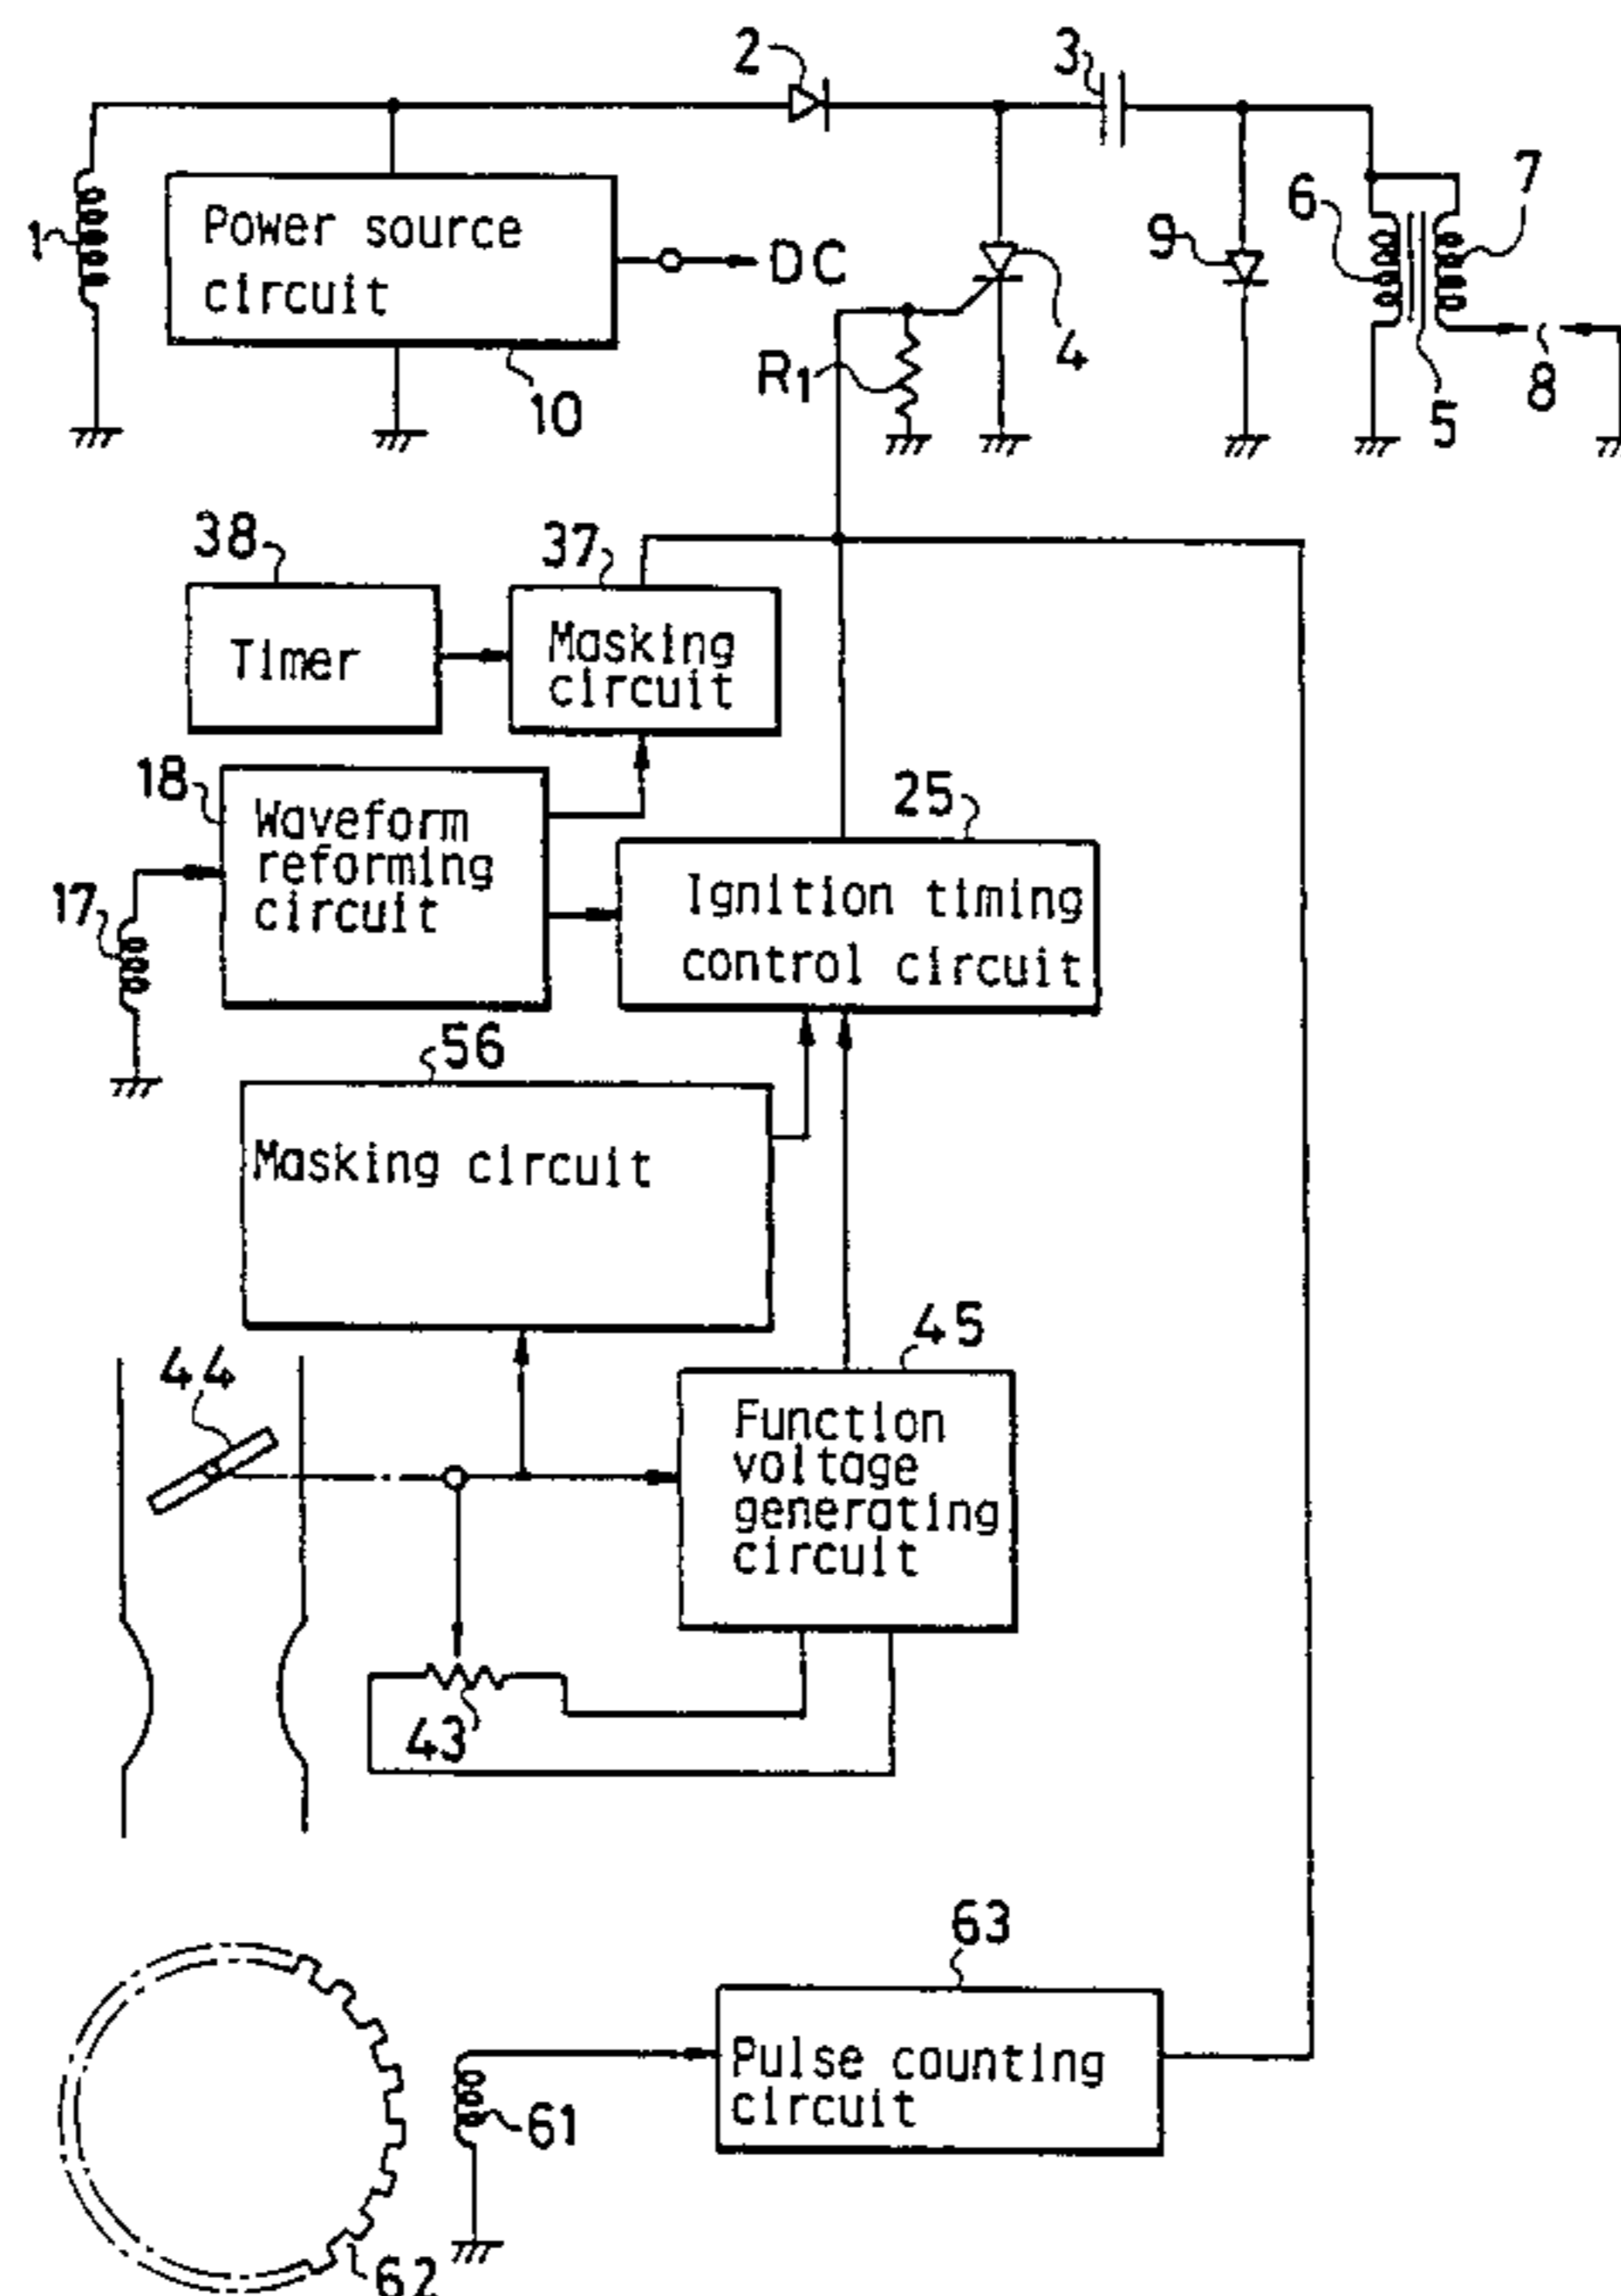 2
3
1
Power source
circuit
DC
10
R1
4
9
6
7
5
8
38
Timer
37
Masking
circuit
18
Waveform
reforming
circuit
17
25
Ignition timing
control circuit
56
Masking circuit
44
45
Function
voltage
generating
circuit
43
63
Pulse counting
circuit
61
62